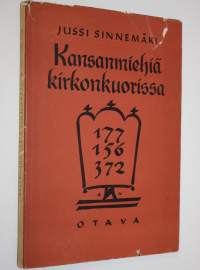 JUSSI SINNEMÄKI
Kansanmiehiä
kirkonkuorissa
177
156
372
OTAVA